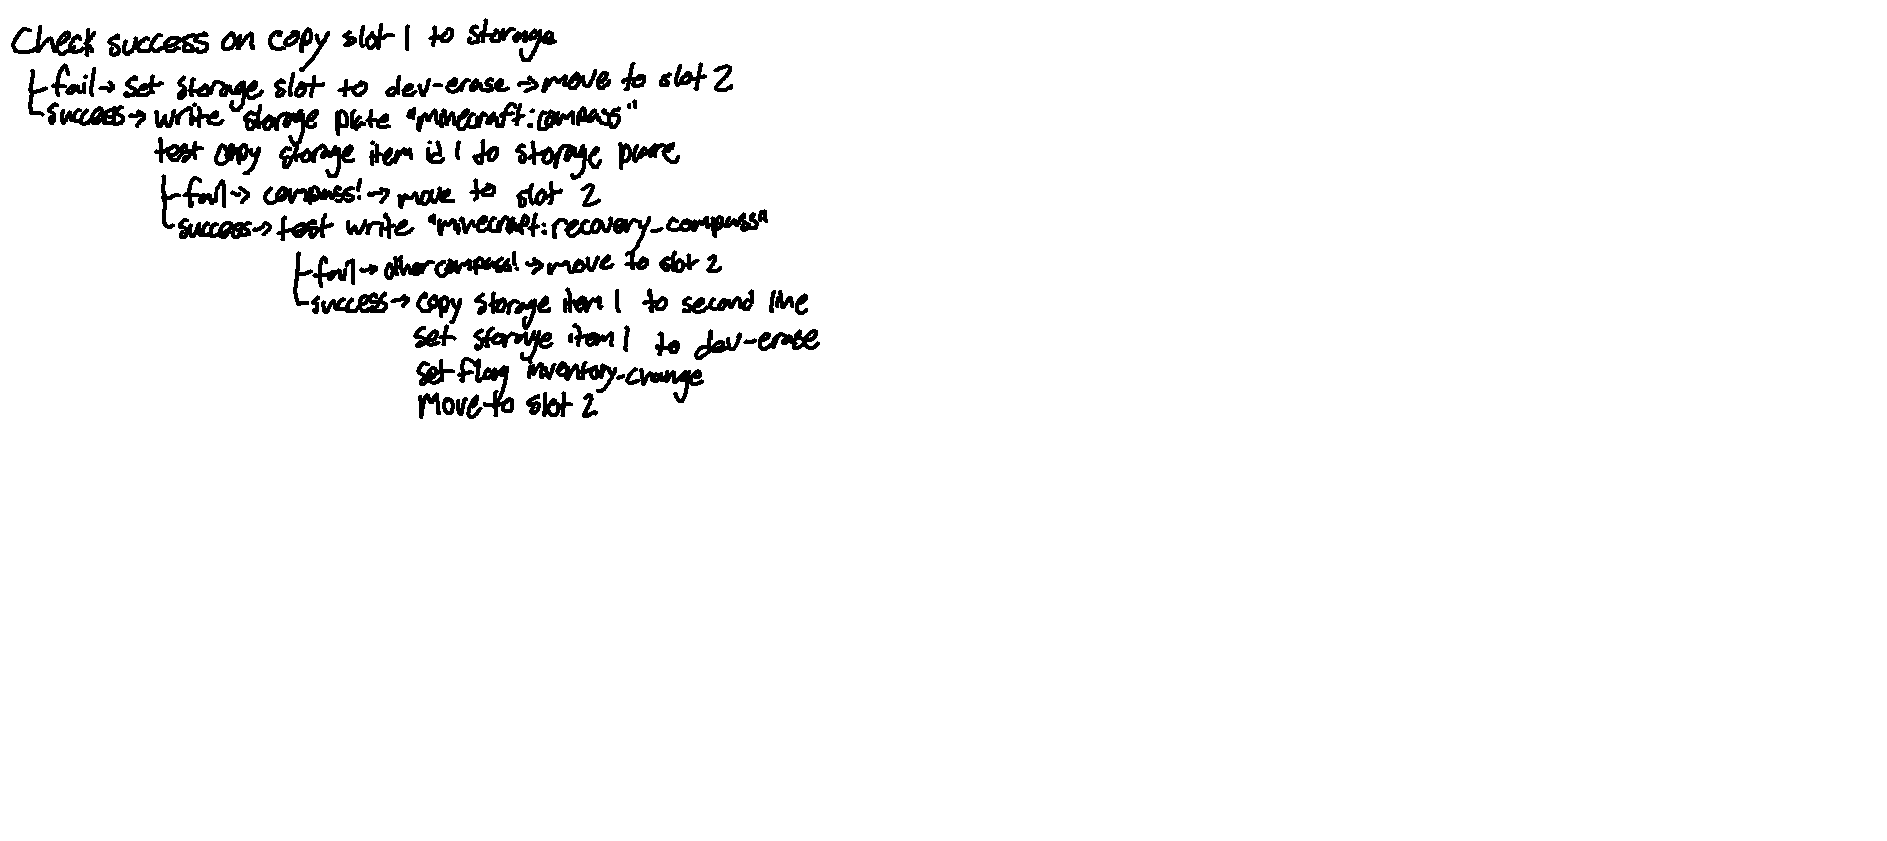 Check success on copy slot 1 to storage
fail → set storage slot to dev-erase → move to slot 2
success → write storage plate "minecraft:compass"
test copy storage item id 1 to storage place
fail → compass! → move to slot 2
success → test write "minecraft:recovery_compass"
fail → other compass! → move to slot 2
success → copy storage item 1 to second line
set storage item 1 to dev-erase
set flag inventory-change
Move to slot 2